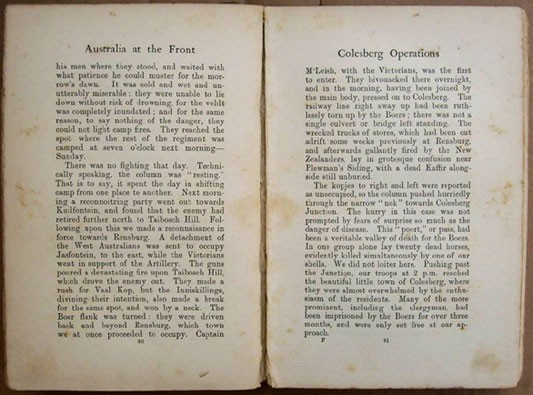 Australia at the Front
his men where they stood, and waited with
what patience he could muster for the mor-
row's dawn. It was cold and wet and un-
utterably miserable: they were unable to lie
down without risk of drowning, for the veldt
was completely inundated; and for the same
reason, to say nothing of the danger, they
could not light camp fires. They reached the
spot where the rest of the regiment was
camped at seven o'clock next morning—
Sunday.
There was no fighting that day. Techni-
cally speaking, the column was "resting."
That is to say, it spent the day in shifting
camp from one place to another. Next morn-
ing a reconnoitring party went out towards
Kuilfontein, and found that the enemy had
retired further north to Taibosch Hill. Fol-
lowing upon this we made a reconnaisance in
force towards Rensburg. A detachment of
the West Australians was sent to occupy
Jasfontein, to the east, while the Victorians
went in support of the Artillery. The guns
poured a devastating fire upon Taibosch Hill,
which drove the enemy out. They made a
rush for Vaal Kop, but the Inniskillings,
divining their intention, also made a break
for the same spot, and won by a neck. The
Boer flank was turned: they were driven
back and beyond Rensburg, which town
we at once proceeded to occupy. Captain
80
Colesberg Operations
M'Leish, with the Victorians, was the first
to enter. They bivouacked there overnight,
and in the morning, having been joined by
the main body, pressed on to Colesberg. The
railway line right away up had been ruth-
lessly torn up by the Boers; there was not a
single culvert or bridge left standing. The
wrecked trucks of stores, which had been cut
adrift some weeks previously at Rensburg,
and afterwards gallantly fired by the New
Zealanders, lay in grotesque confusion near
Plewman's Siding, with a dead Kaffir along-
side still unburied.
The kopjes to right and left were reported
as unoccupied, so the column pushed hurriedly
through the narrow "nek" towards Colesberg
Junction. The hurry in this case was not
prompted by fears of surprise so much as the
danger of disease. This "poort," or pass, had
been a veritable valley of death for the Boers.
In one group alone lay twenty dead horses,
evidently killed simultaneously by one of our
shells. We did not loiter here. Pushing past
the Junction, our troops at 2 p.m. reached
the beautiful little town of Colesberg, where
they were almost overwhelmed by the enthu-
siasm of the residents. Many of the more
prominent, including the clergyman, had
been imprisoned by the Boers for over three
months, and were only set free at our ap-
proach.
F 81